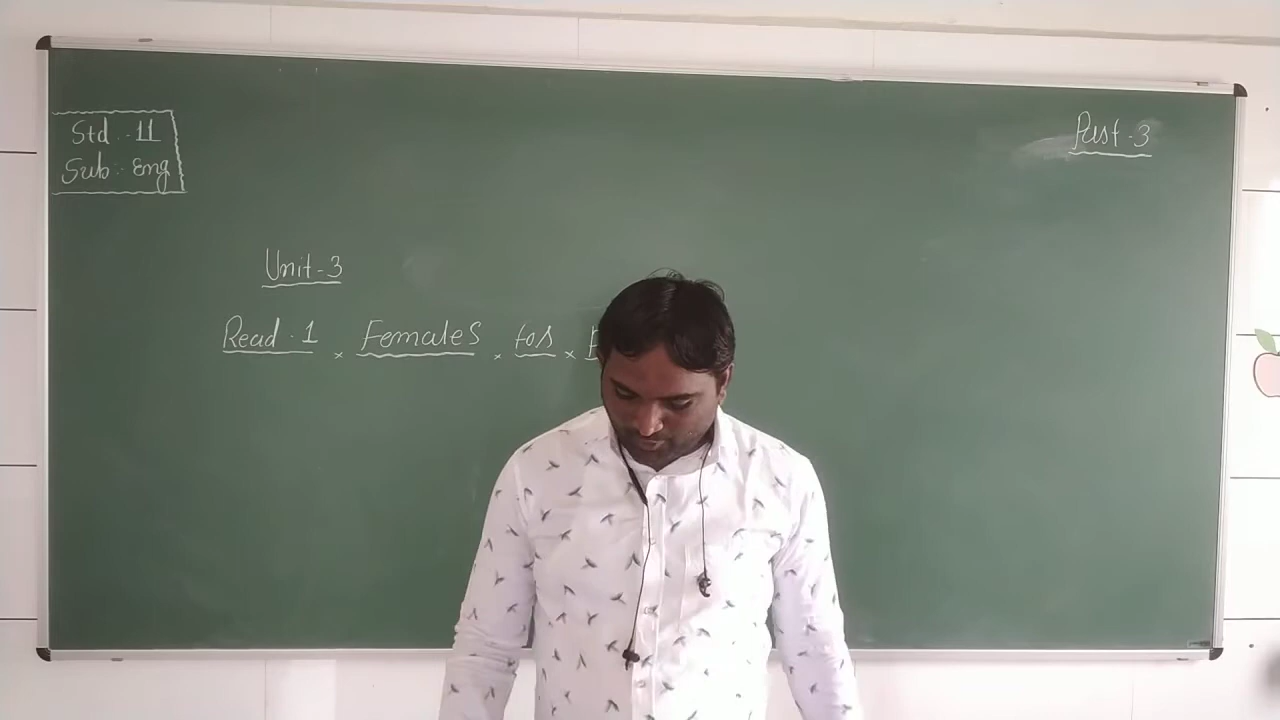 Std :- 11
Sub :- Eng
Part - 3
Unit - 3
Read . 1 × Females × for ×